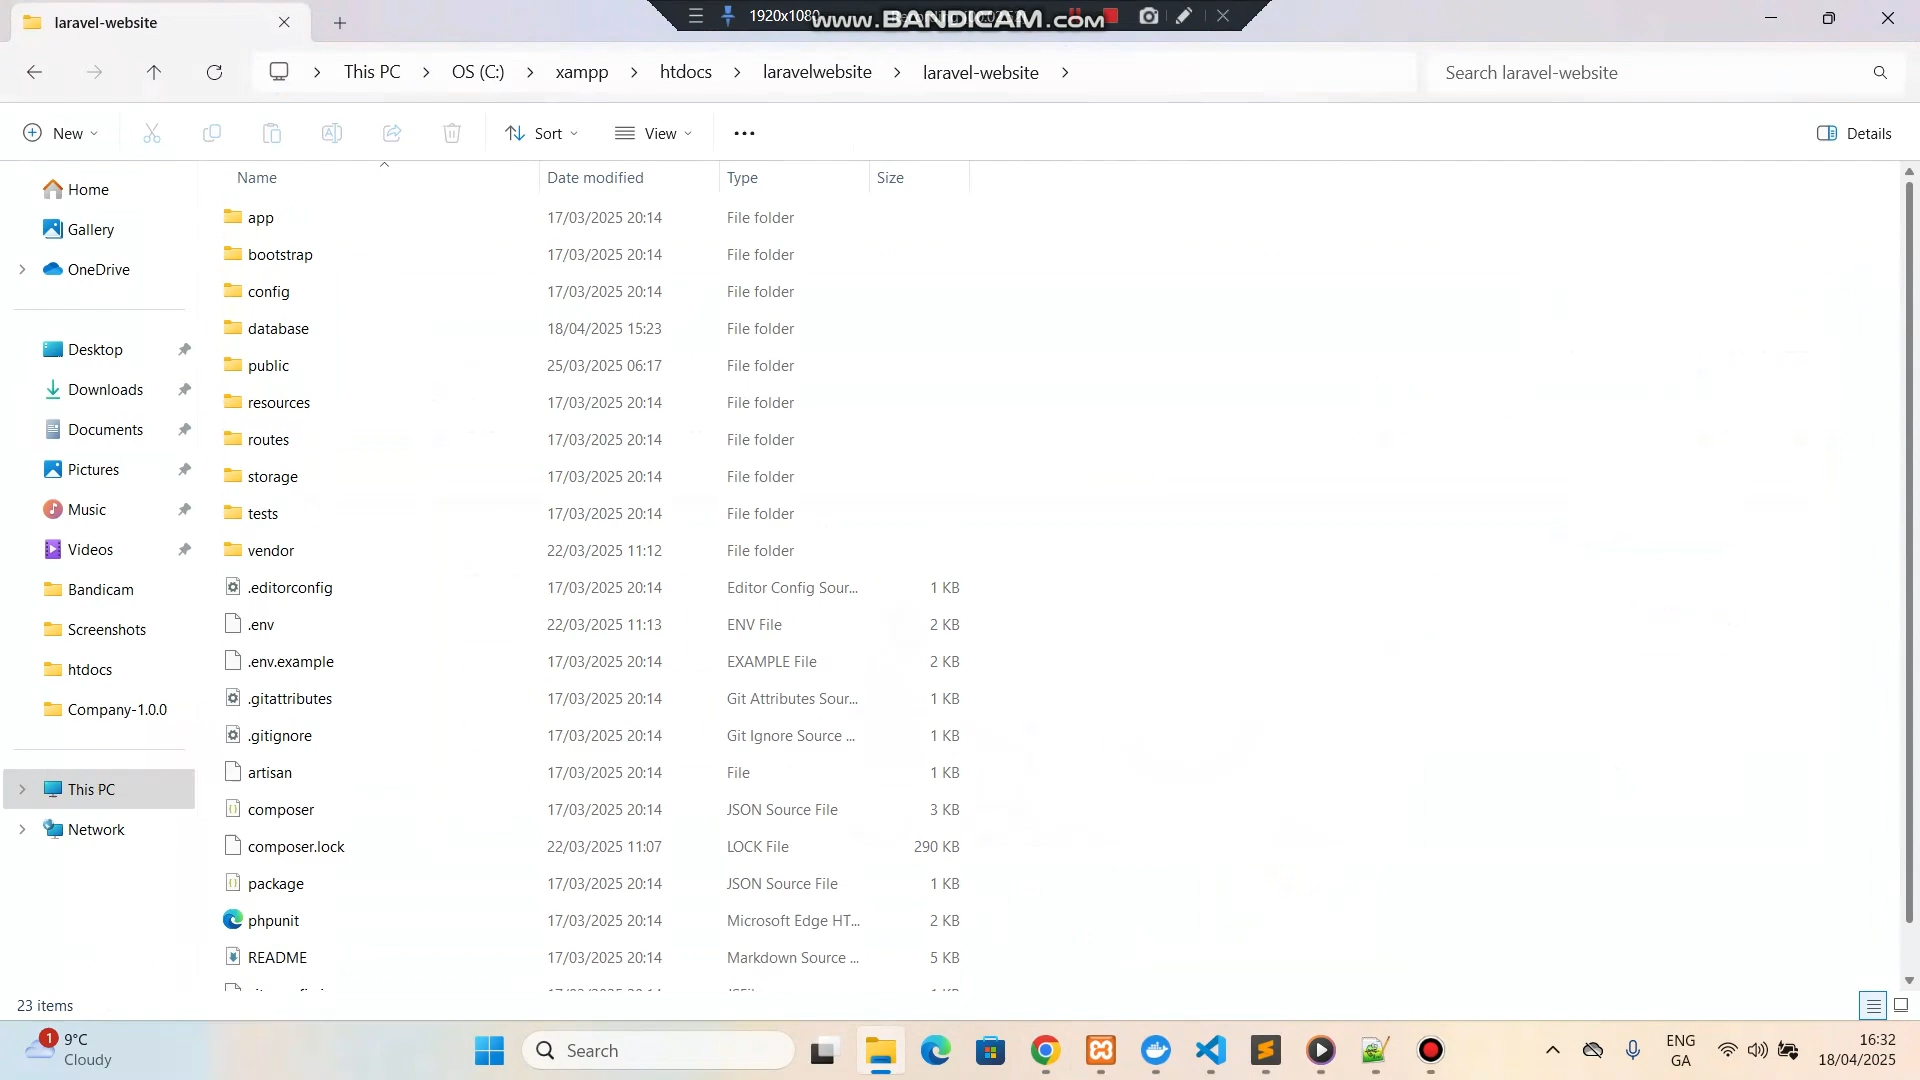 laravel-website
1920x1080
www.BANDICAM.com
This PC
OS (C:)
xampp
htdocs
laravelwebsite
laravel-website
Search laravel-website
New
Sort
View
Details
Name
Date modified
Type
Size
Home
Gallery
OneDrive
Desktop
Downloads
Documents
Pictures
Music
Videos
Bandicam
Screenshots
htdocs
Company-1.0.0
This PC
Network
app 17/03/2025 20:14 File folder
bootstrap 17/03/2025 20:14 File folder
config 17/03/2025 20:14 File folder
database 18/04/2025 15:23 File folder
public 25/03/2025 06:17 File folder
resources 17/03/2025 20:14 File folder
routes 17/03/2025 20:14 File folder
storage 17/03/2025 20:14 File folder
tests 17/03/2025 20:14 File folder
vendor 22/03/2025 11:12 File folder
.editorconfig 17/03/2025 20:14 Editor Config Sour... 1 KB
.env 22/03/2025 11:13 ENV File 2 KB
.env.example 17/03/2025 20:14 EXAMPLE File 2 KB
.gitattributes 17/03/2025 20:14 Git Attributes Sour... 1 KB
.gitignore 17/03/2025 20:14 Git Ignore Source ... 1 KB
artisan 17/03/2025 20:14 File 1 KB
composer 17/03/2025 20:14 JSON Source File 3 KB
composer.lock 22/03/2025 11:07 LOCK File 290 KB
package 17/03/2025 20:14 JSON Source File 1 KB
phpunit 17/03/2025 20:14 Microsoft Edge HT... 2 KB
README 17/03/2025 20:14 Markdown Source ... 5 KB
23 items
1
9°C
Cloudy
Search
ENG
GA
16:32
18/04/2025